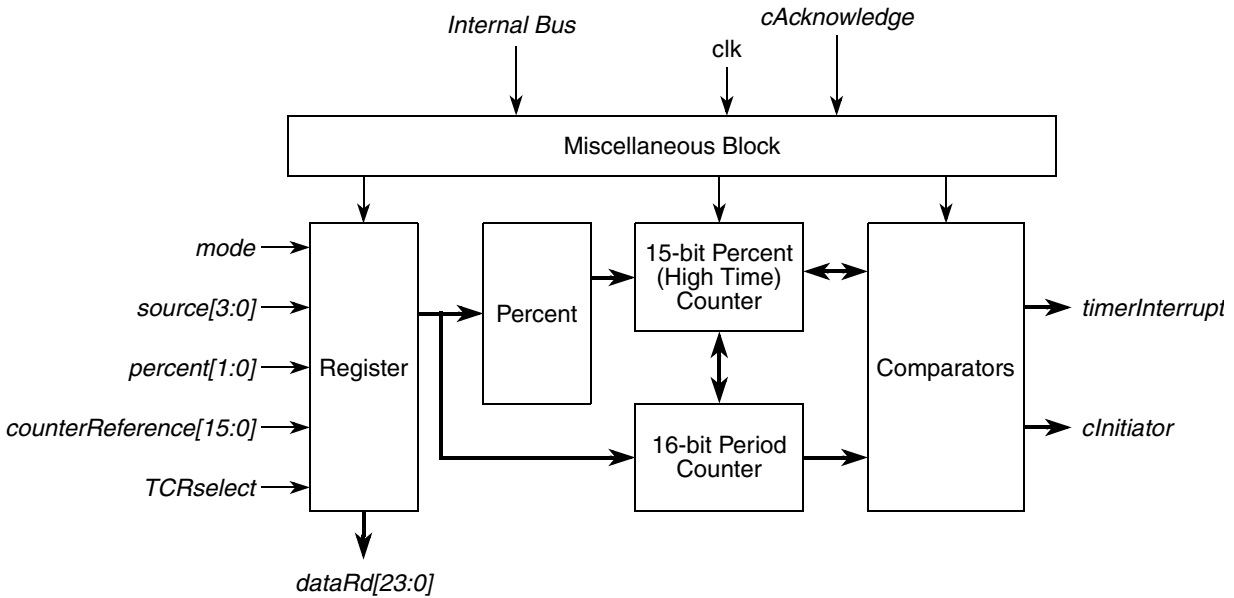 Internal Bus
clk
cAcknowledge
Miscellaneous Block
mode
source[3:0]
percent[1:0]
counterReference[15:0]
TCRselect
Register
Percent
15-bit Percent
(High Time)
Counter
16-bit Period
Counter
Comparators
timerInterrupt
cInitiator
dataRd[23:0]